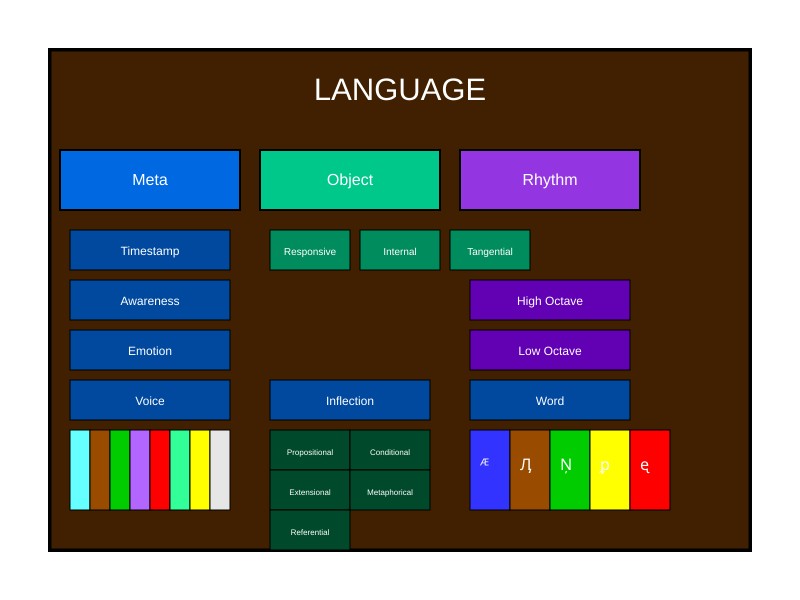 LANGUAGE
Meta Object Rhythm
Timestamp Responsive Internal Tangential
Awareness High Octave
Emotion Low Octave
Voice Inflection Word
Propositional Conditional
Æ Ԓ Ņ ꝑ ę
Extensional Metaphorical
Referential